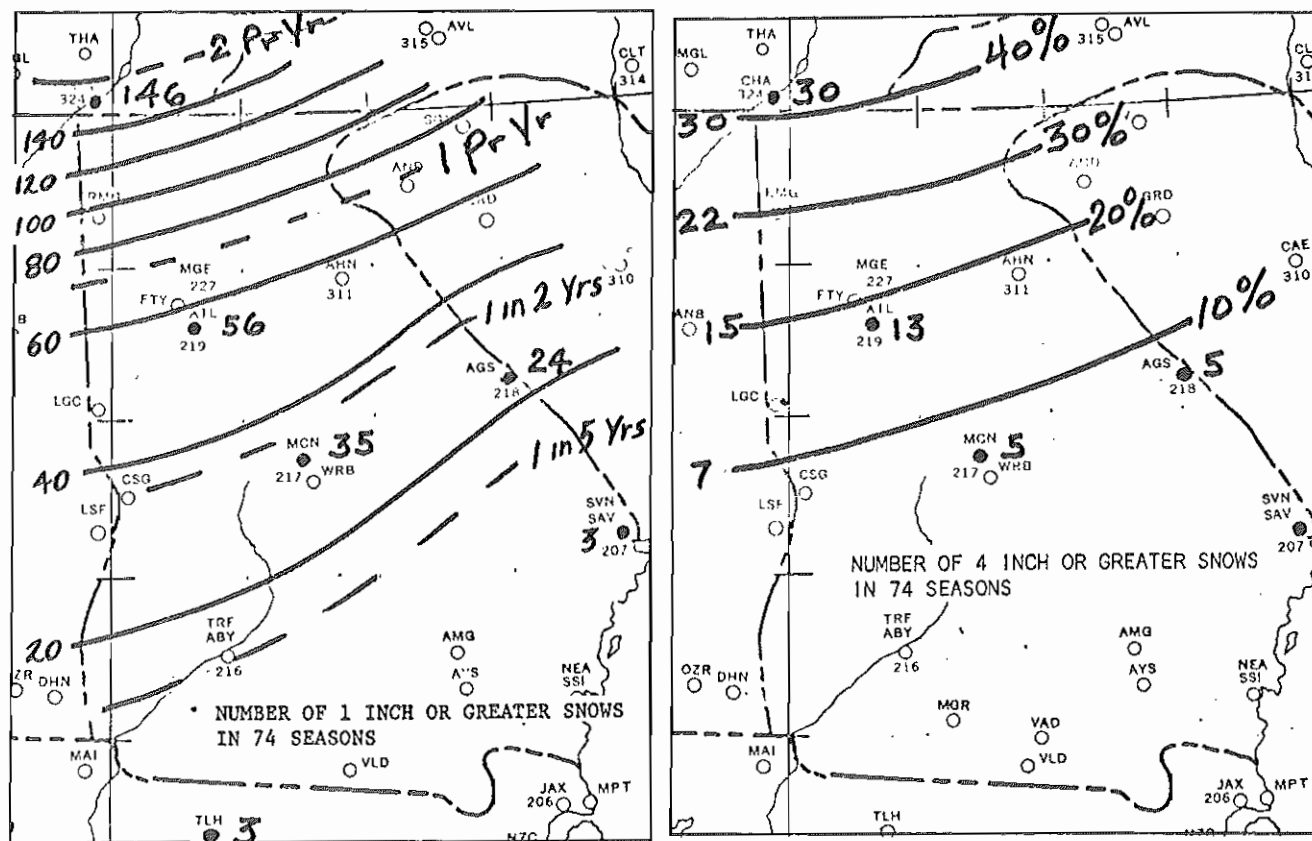 THA
2 Pr Yr
AVL
315
CLT
314
GL
324
146
140
120
AND
1 Pr Yr
100
80
MGE
227
AHN
311
310
FTY
ATL
56
219
60
B
1 in 2 Yrs
AGS
24
218
LGC
MCN
35
217
WRB
1 in 5 Yrs
40
CSG
LSF
SVN
SAV
3
207
20
TRF
ABY
216
AMG
AYS
OZR
DHN
NEA
SSI
NUMBER OF 1 INCH OR GREATER SNOWS
IN 74 SEASONS
MAI
VLD
JAX
206
MPT
TLH
3
THA
40%
AVL
315
MGL
CHA
324
30
30
30%
22
20%
GRD
CAE
310
MGE
227
AHN
311
FTY
10%
ANB
15
ATL
13
219
AGS
5
218
LGC
MCN
5
217
WRB
7
CSG
LSF
SVN
SAV
207
NUMBER OF 4 INCH OR GREATER SNOWS
IN 74 SEASONS
TRF
ABY
216
AMG
AYS
OZR
DHN
NEA
SSI
MGR
VAD
VLD
MAI
JAX
206
MPT
TLH